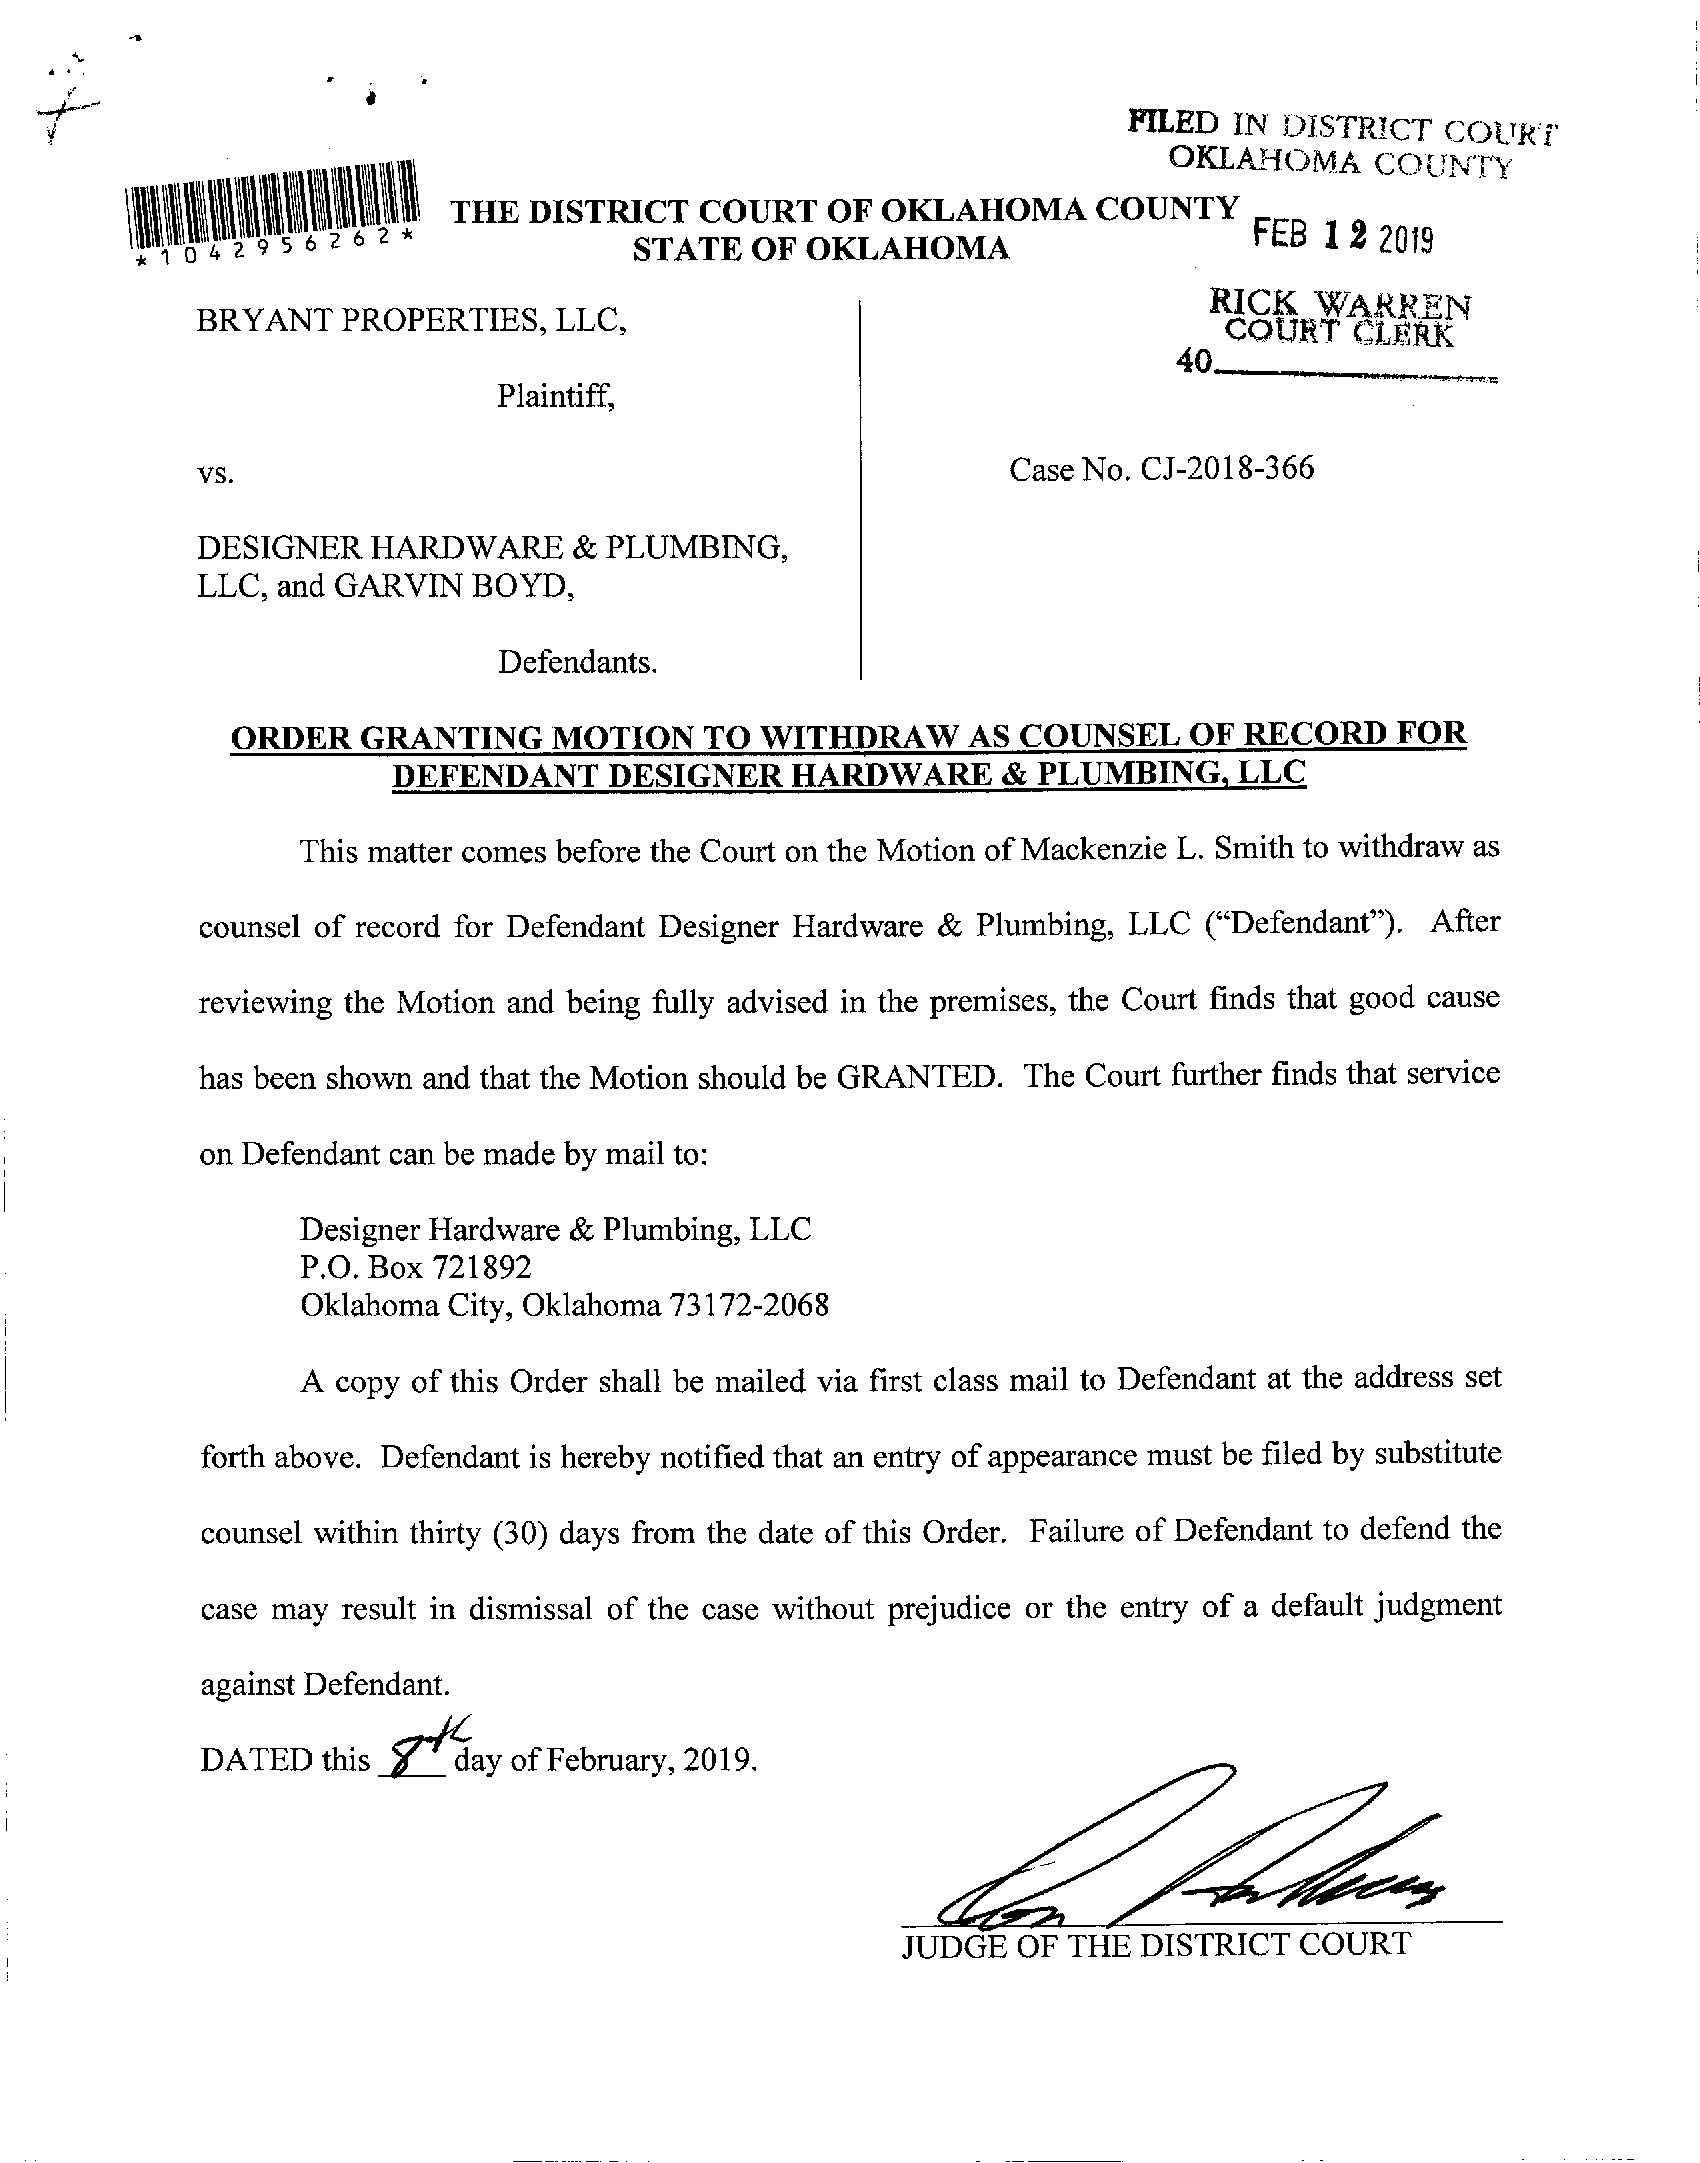 FILED IN DISTRICT COURT
OKLAHOMA COUNTY
*1042956262*
THE DISTRICT COURT OF OKLAHOMA COUNTY
STATE OF OKLAHOMA
FEB 12 2019
RICK WARREN
COURT CLERK
40
BRYANT PROPERTIES, LLC,
Plaintiff,
vs.
Case No. CJ-2018-366
DESIGNER HARDWARE & PLUMBING,
LLC, and GARVIN BOYD,
Defendants.
ORDER GRANTING MOTION TO WITHDRAW AS COUNSEL OF RECORD FOR
DEFENDANT DESIGNER HARDWARE & PLUMBING, LLC
This matter comes before the Court on the Motion of Mackenzie L. Smith to withdraw as
counsel of record for Defendant Designer Hardware & Plumbing, LLC (“Defendant”). After
reviewing the Motion and being fully advised in the premises, the Court finds that good cause
has been shown and that the Motion should be GRANTED. The Court further finds that service
on Defendant can be made by mail to:
Designer Hardware & Plumbing, LLC
P.O. Box 721892
Oklahoma City, Oklahoma 73172-2068
A copy of this Order shall be mailed via first class mail to Defendant at the address set
forth above. Defendant is hereby notified that an entry of appearance must be filed by substitute
counsel within thirty (30) days from the date of this Order. Failure of Defendant to defend the
case may result in dismissal of the case without prejudice or the entry of a default judgment
against Defendant.
DATED this 8th day of February, 2019.
JUDGE OF THE DISTRICT COURT